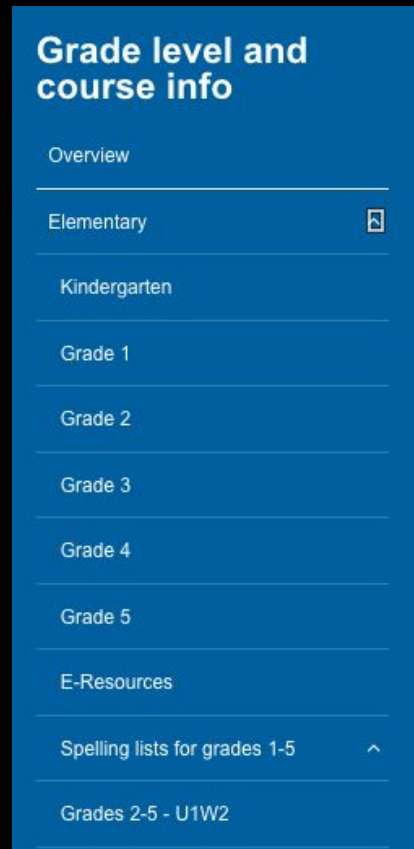 Grade level and
course info
Overview
Elementary
Kindergarten
Grade 1
Grade 2
Grade 3
Grade 4
Grade 5
E-Resources
Spelling lists for grades 1-5
Grades 2-5 - U1W2